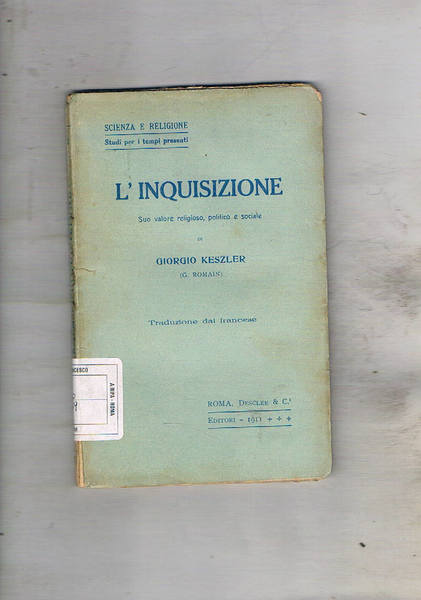 SCIENZA E RELIGIONE
Studi per i tempi presenti
L'INQUISIZIONE
Suo valore religioso, politico e sociale
DI
GIORGIO KESZLER
(G. ROMAIN)
Traduzione dal francese
ROMA, DESCLÉE & C.i
EDITORI - 1911 + + +